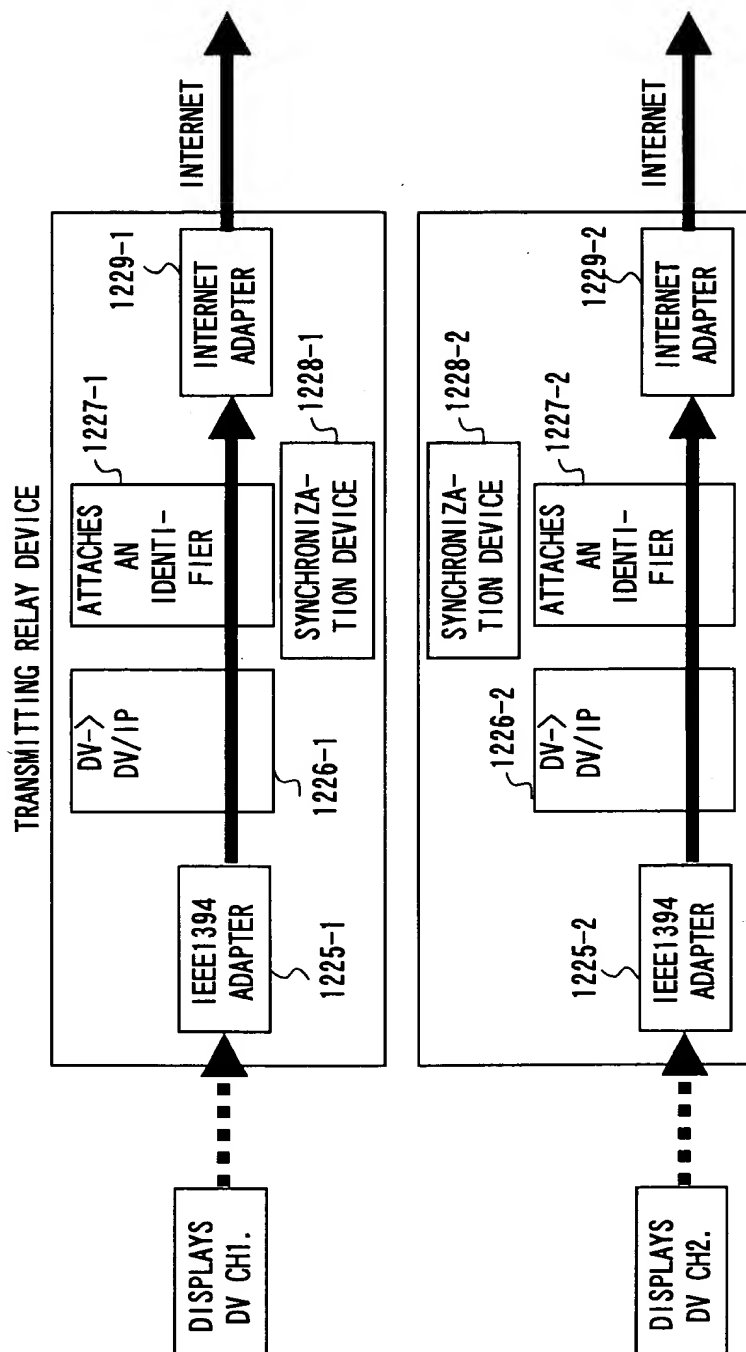 TRANSMITTING RELAY DEVICE
DISPLAYS
DV CH1.
IEEE1394
ADAPTER
1225-1
DV->
DV/IP
1226-1
ATTACHES
AN
IDENTI-
FIER
1227-1
SYNCHRONIZA-
TION DEVICE
1228-1
INTERNET
ADAPTER
1229-1
INTERNET
DISPLAYS
DV CH2.
IEEE1394
ADAPTER
1225-2
DV->
DV/IP
1226-2
SYNCHRONIZA-
TION DEVICE
1228-2
ATTACHES
AN
IDENTI-
FIER
1227-2
INTERNET
ADAPTER
1229-2
INTERNET